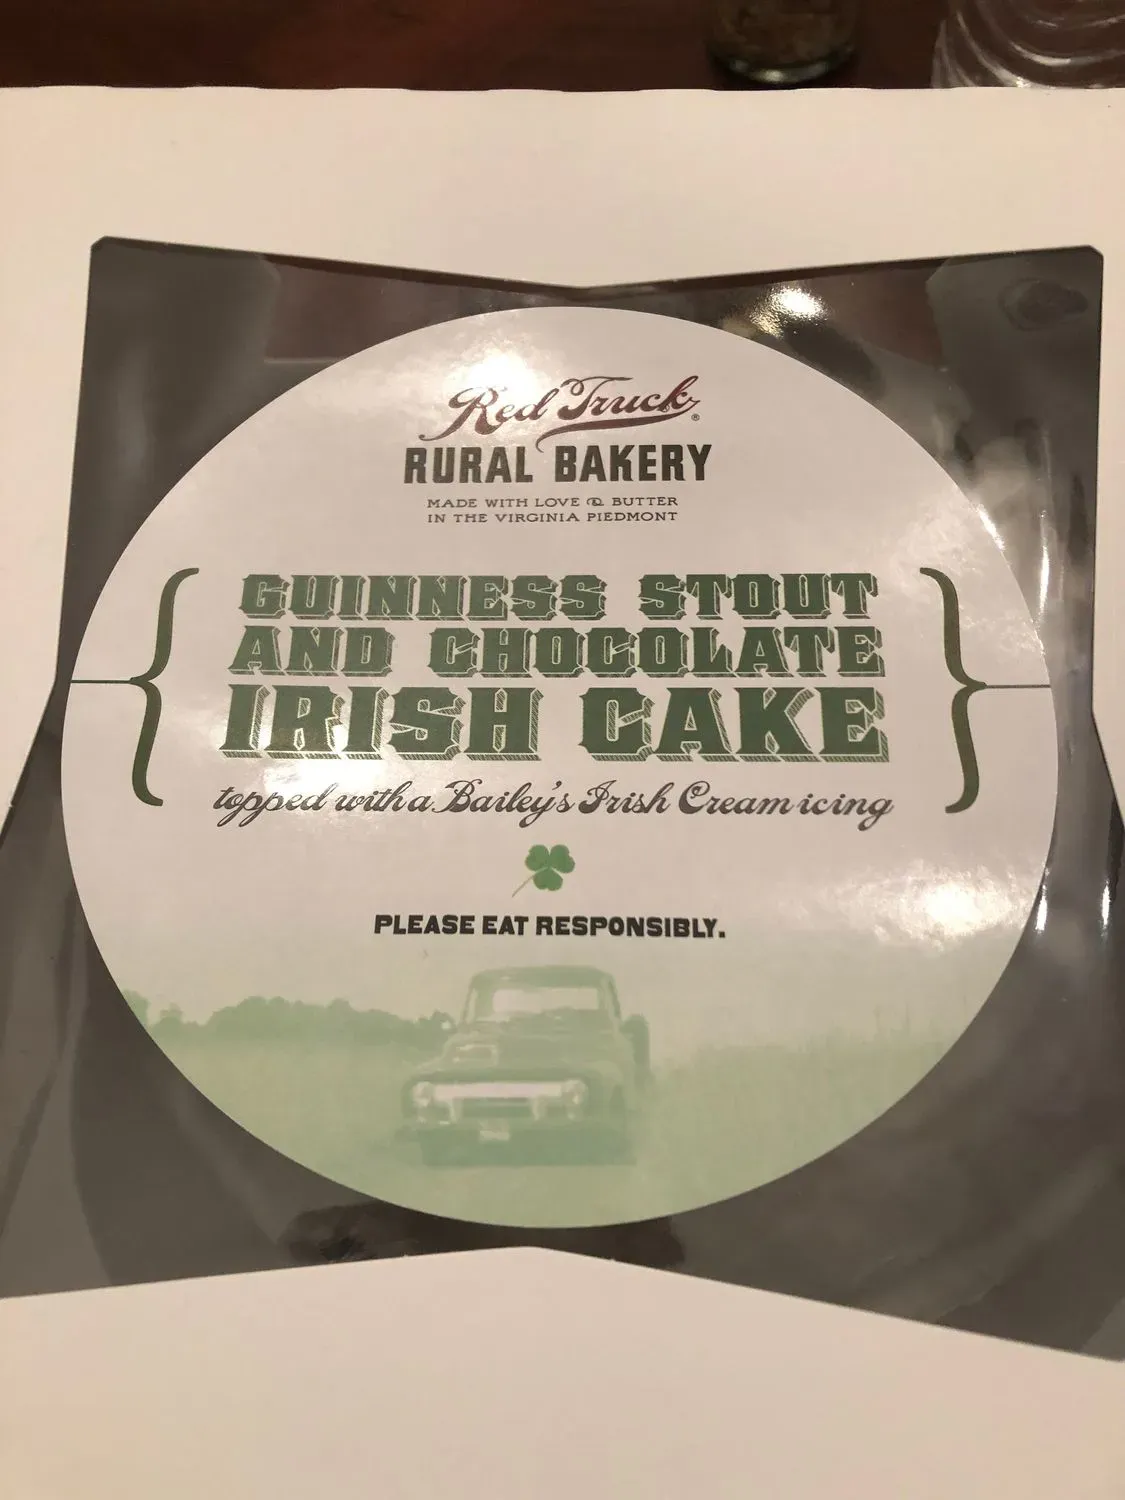 Red Truck®
RURAL BAKERY
MADE WITH LOVE & BUTTER
IN THE VIRGINIA PIEDMONT
GUINNESS STOUT
AND CHOCOLATE
IRISH CAKE
topped with a Bailey's Irish Cream icing
PLEASE EAT RESPONSIBLY.